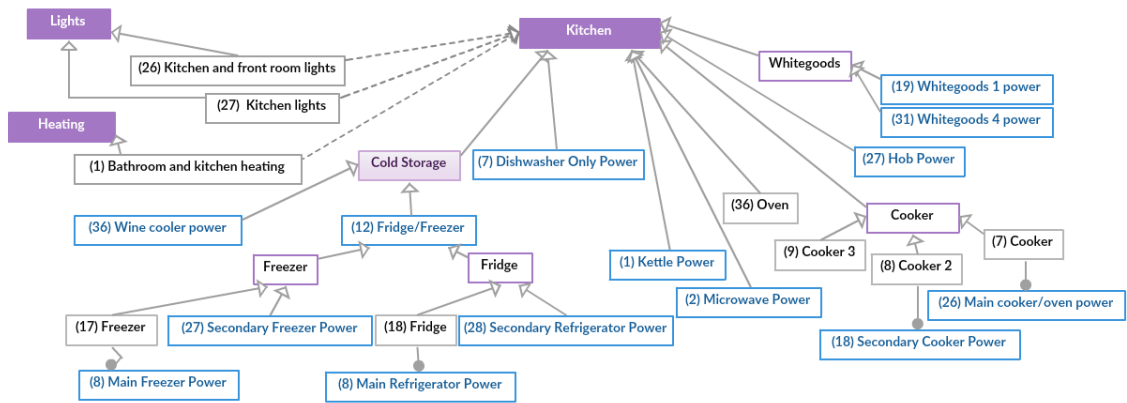 Lights
Kitchen
(26) Kitchen and front room lights
Whitegoods
(19) Whitegoods 1 power
(27) Kitchen lights
(31) Whitegoods 4 power
Heating
(1) Bathroom and kitchen heating
Cold Storage
(7) Dishwasher Only Power
(27) Hob Power
(36) Oven
Cooker
(36) Wine cooler power
(12) Fridge/Freezer
(9) Cooker 3
(7) Cooker
Freezer
Fridge
(1) Kettle Power
(8) Cooker 2
(2) Microwave Power
(26) Main cooker/oven power
(17) Freezer
(27) Secondary Freezer Power
(18) Fridge
(28) Secondary Refrigerator Power
(18) Secondary Cooker Power
(8) Main Freezer Power
(8) Main Refrigerator Power